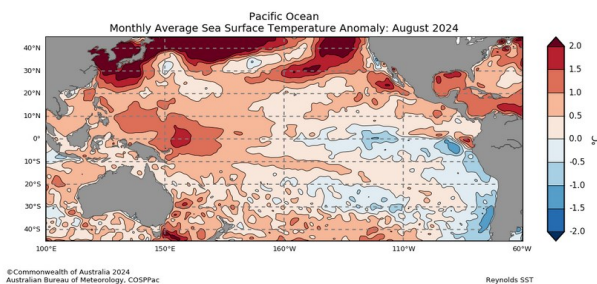 Pacific Ocean
Monthly Average Sea Surface Temperature Anomaly: August 2024
40°N
30°N
20°N
10°N
0°
10°S
20°S
30°S
40°S
100°E
150°E
160°W
110°W
60°W
2.0
1.5
1.0
0.5
0.0
-0.5
-1.0
-1.5
-2.0
°C
©Commonwealth of Australia 2024
Australian Bureau of Meteorology, COSPPac
Reynolds SST